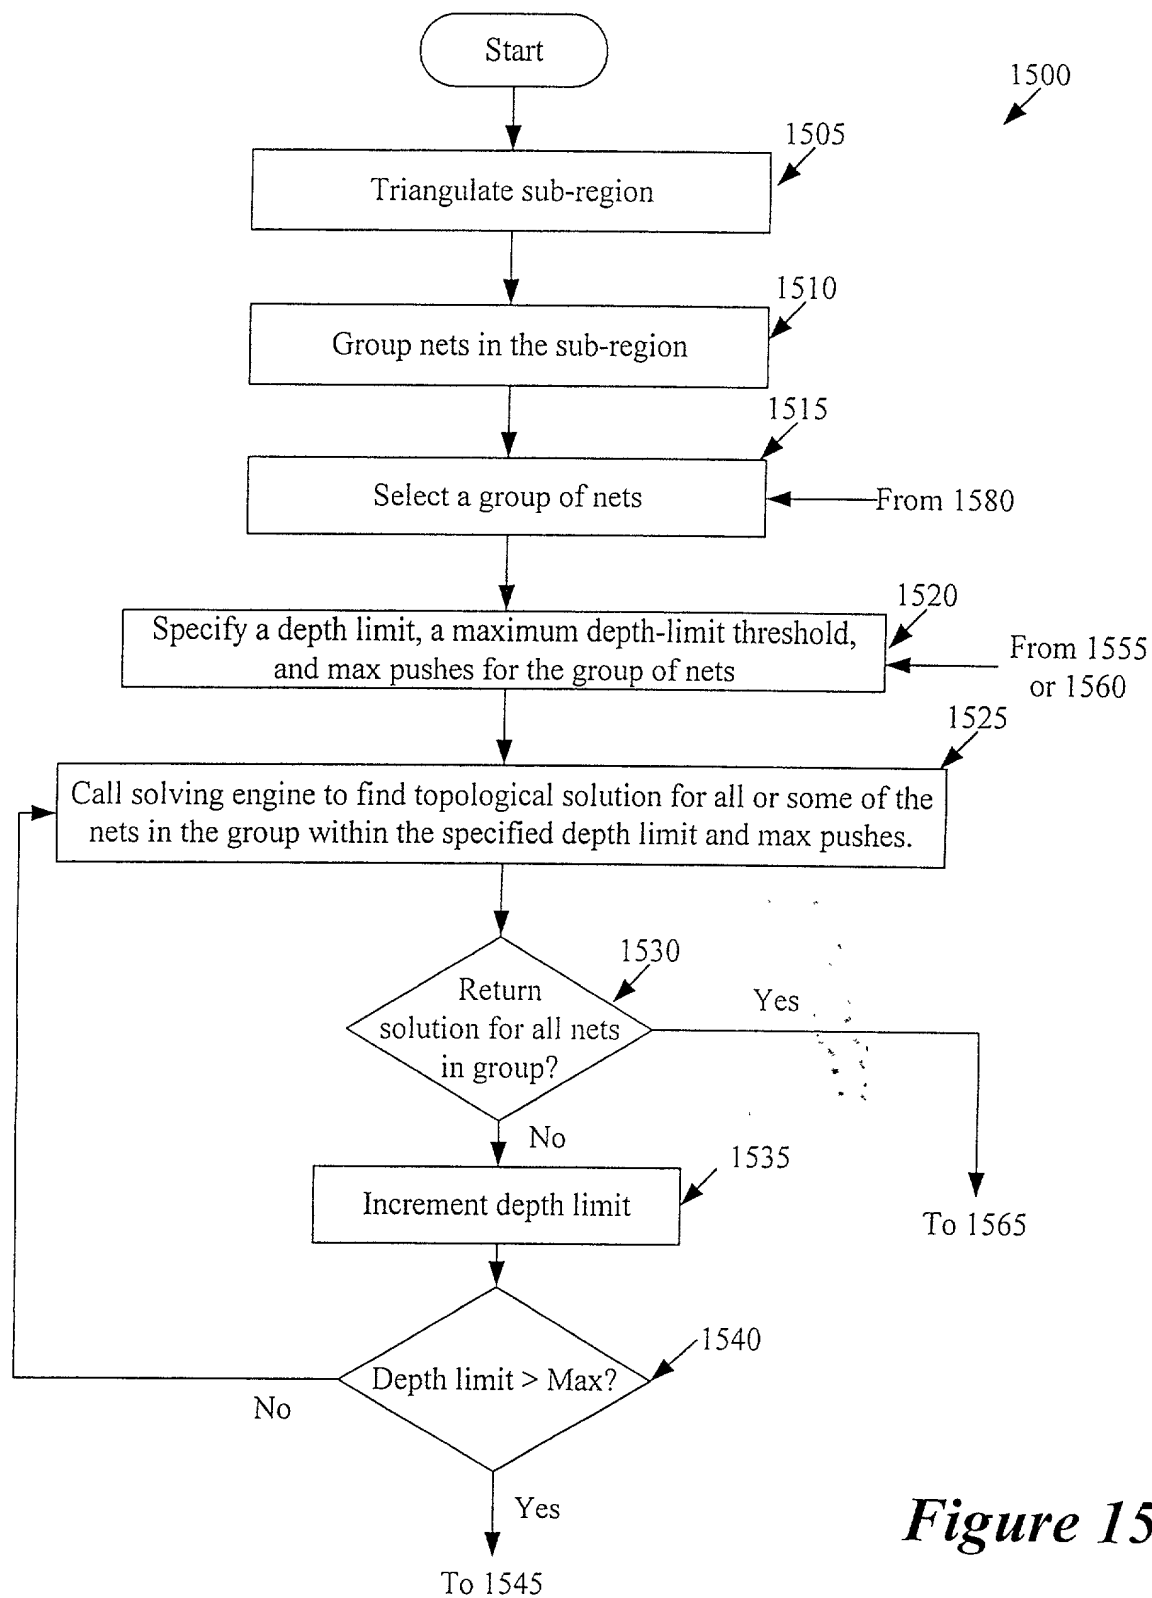 Start
1500
1505
Triangulate sub-region
1510
Group nets in the sub-region
1515
Select a group of nets
From 1580
1520
Specify a depth limit, a maximum depth-limit threshold,
and max pushes for the group of nets
From 1555
or 1560
1525
Call solving engine to find topological solution for all or some of the
nets in the group within the specified depth limit and max pushes.
1530
Return
solution for all nets
in group?
Yes
No
1535
Increment depth limit
To 1565
1540
Depth limit > Max?
No
Yes
To 1545
Figure 15